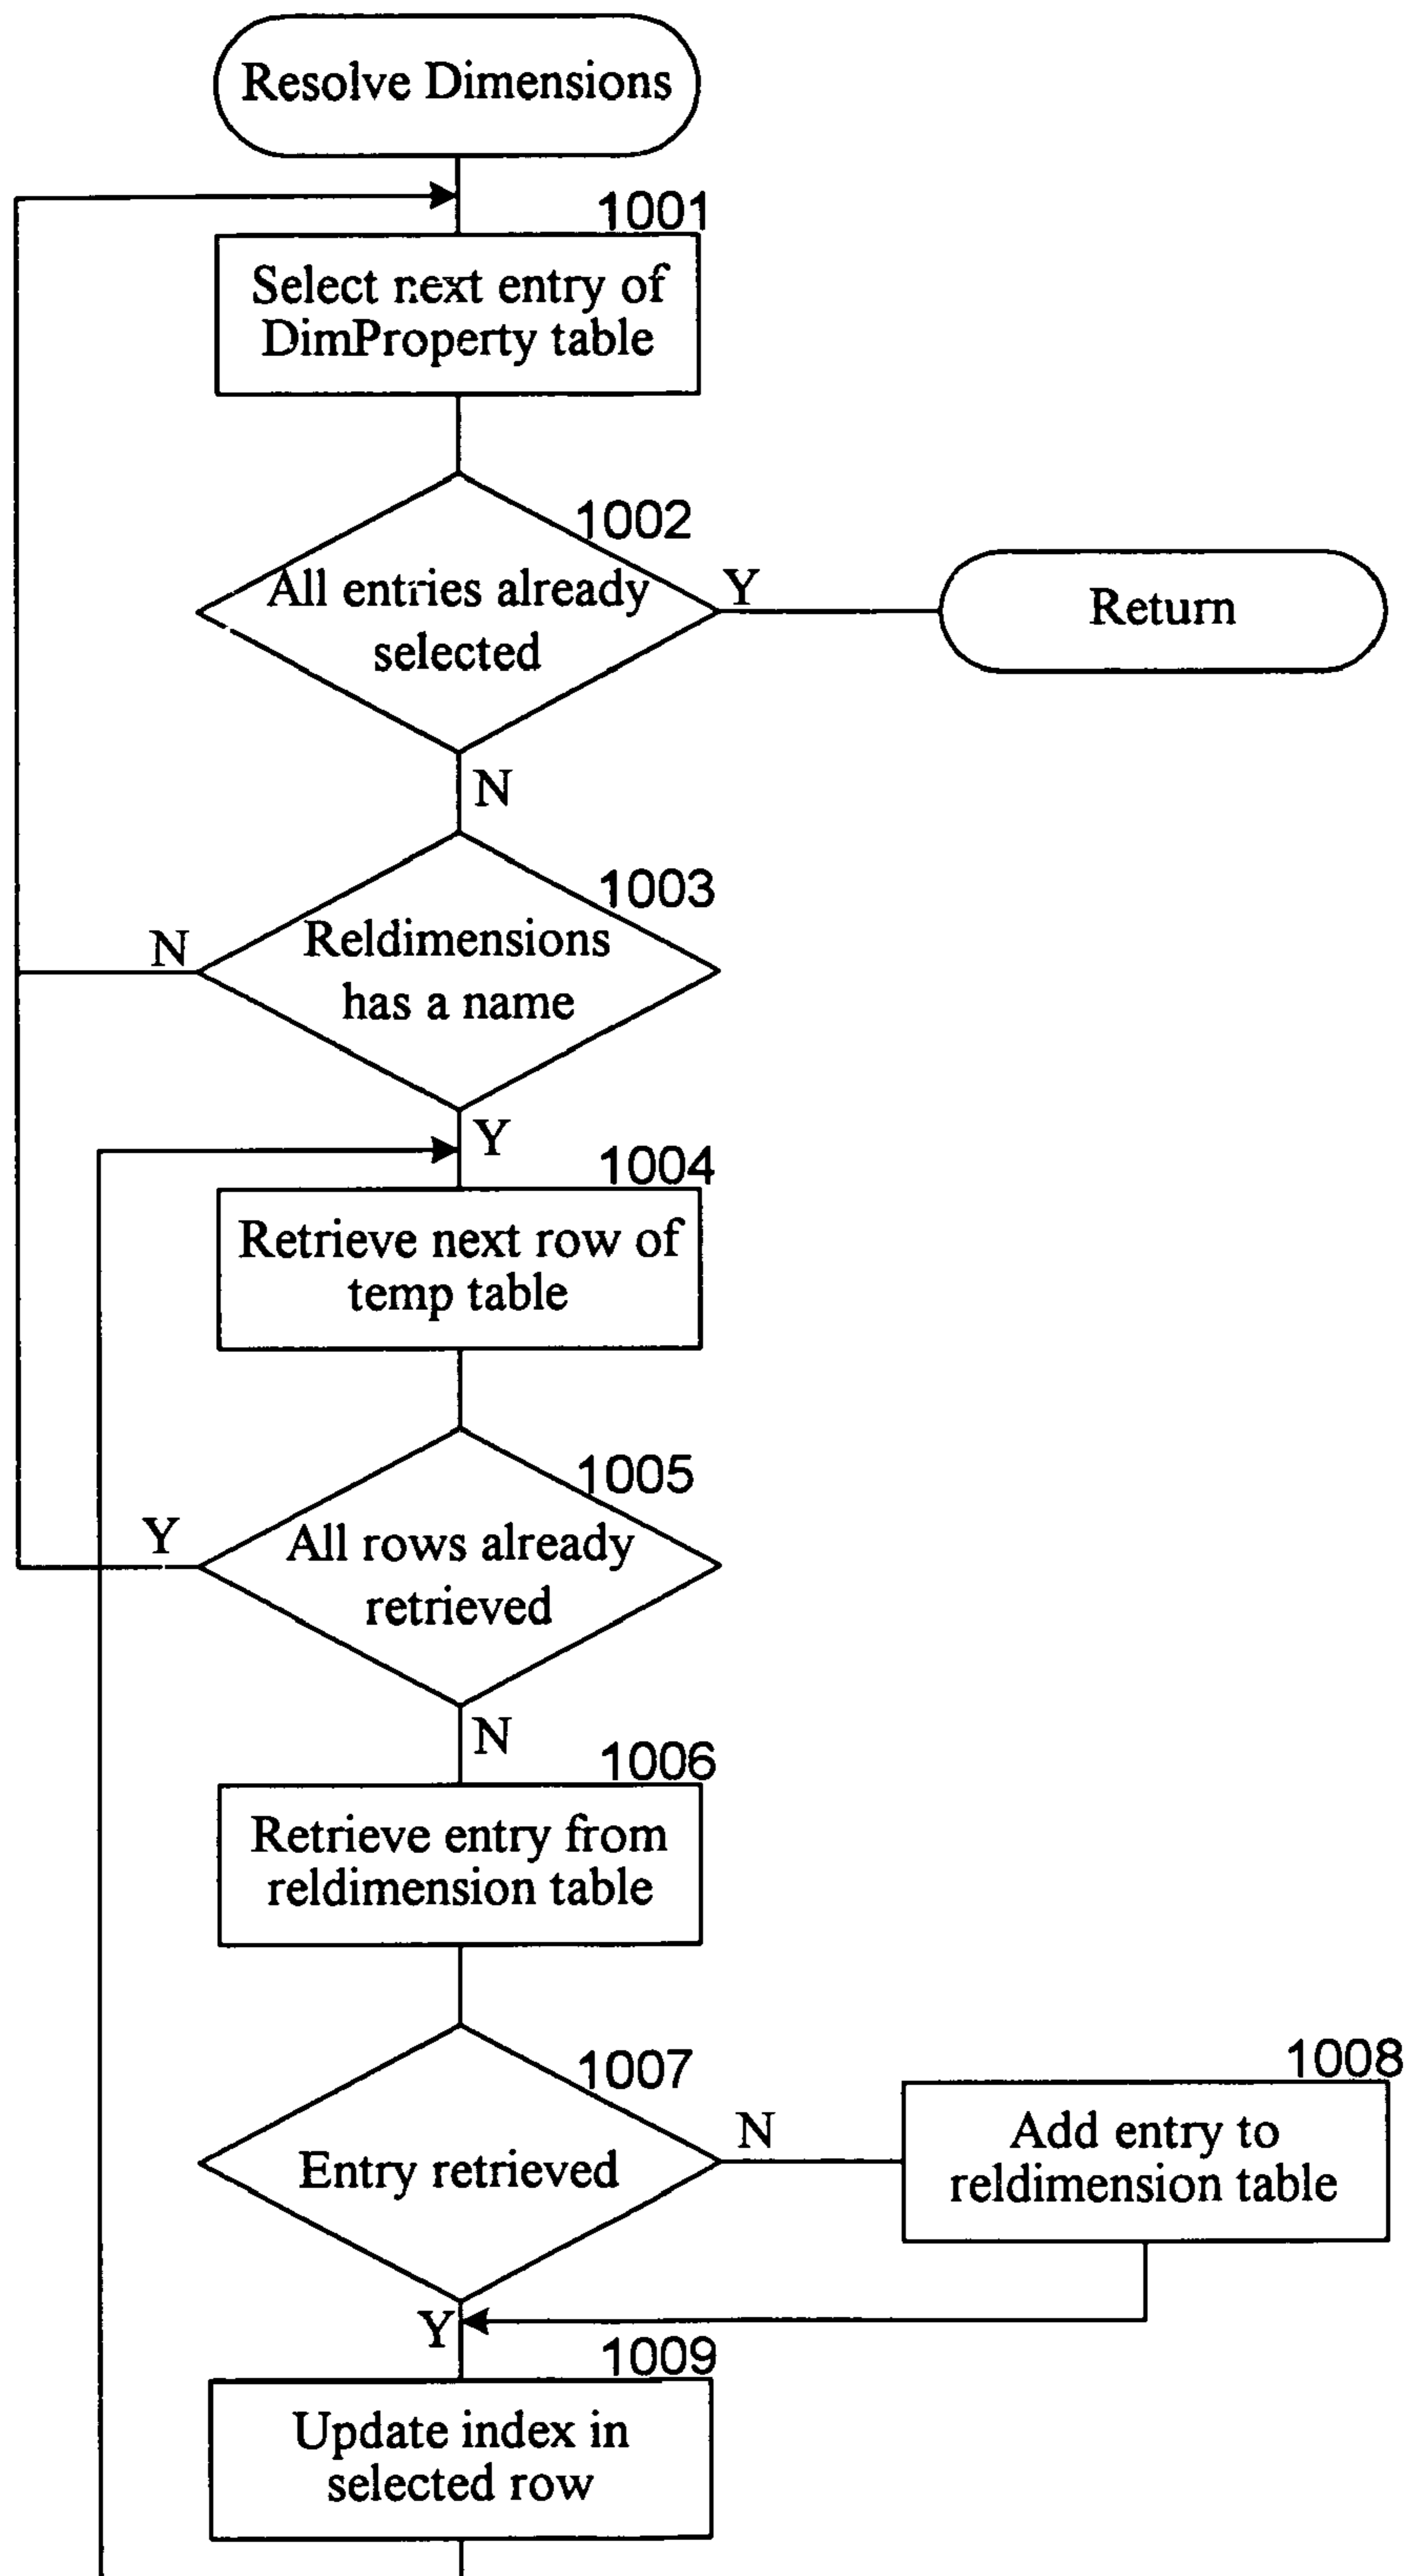 Resolve Dimensions
1001
Select next entry of
DimProperty table
1002
All entries already
selected
Y
Return
N
1003
Reldimensions
has a name
N
Y
1004
Retrieve next row of
temp table
1005
All rows already
retrieved
Y
N
1006
Retrieve entry from
reldimension table
1007
Entry retrieved
N
1008
Add entry to
reldimension table
Y
1009
Update index in
selected row